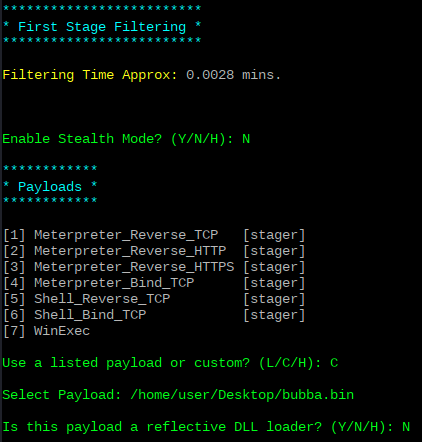 *************************
* First Stage Filtering *
*************************
Filtering Time Approx: 0.0028 mins.
Enable Stealth Mode? (Y/N/H): N
************
* Payloads *
************
[1] Meterpreter_Reverse_TCP   [stager]
[2] Meterpreter_Reverse_HTTP  [stager]
[3] Meterpreter_Reverse_HTTPS [stager]
[4] Meterpreter_Bind_TCP      [stager]
[5] Shell_Reverse_TCP         [stager]
[6] Shell_Bind_TCP            [stager]
[7] WinExec
Use a listed payload or custom? (L/C/H): C
Select Payload: /home/user/Desktop/bubba.bin
Is this payload a reflective DLL loader? (Y/N/H): N